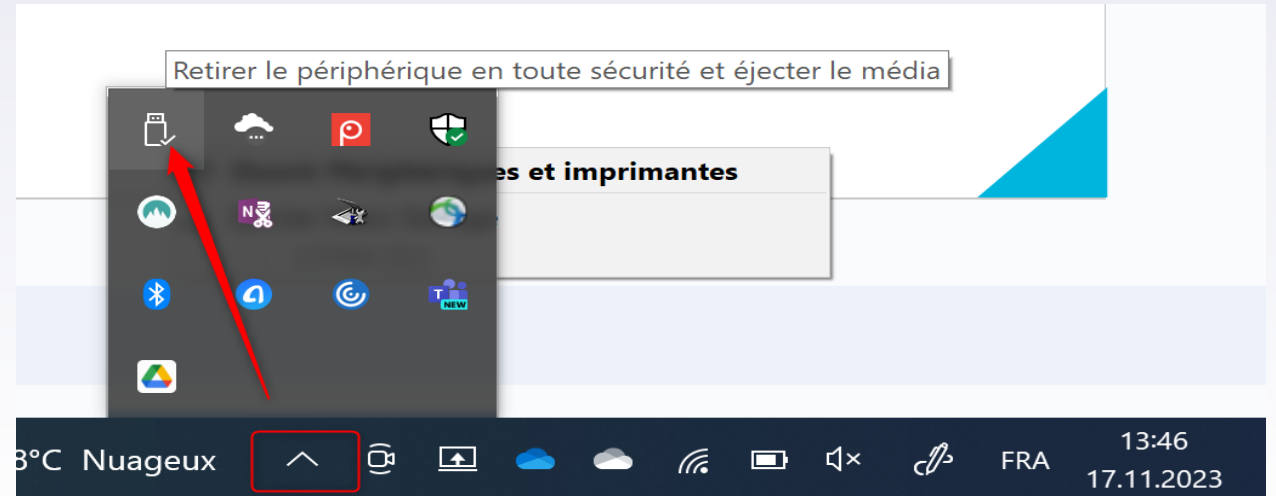 Retirer le périphérique en toute sécurité et éjecter le média
es et imprimantes
N
T
NEW
8°C Nuageux
FRA
13:46
17.11.2023